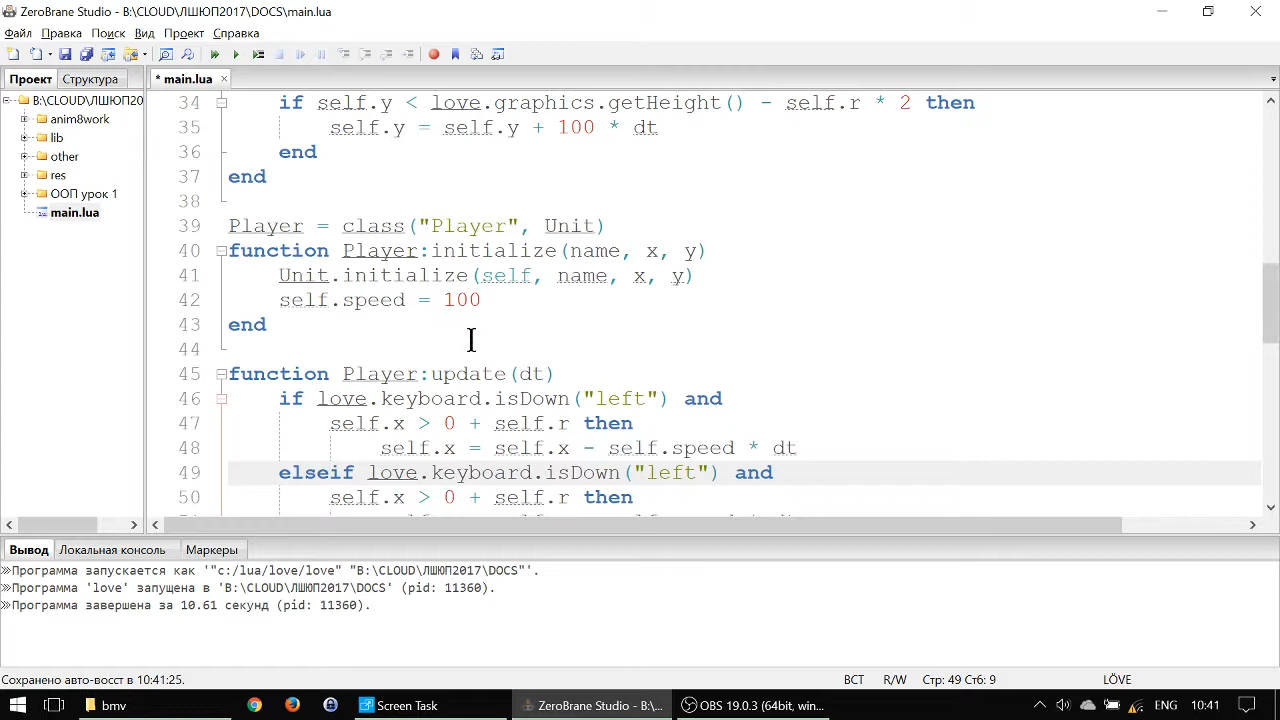 ZeroBrane Studio - B:\CLOUD\ЛШЮП2017\DOCS\main.lua
Файл Правка Поиск Вид Проект Справка
Проект Структура
* main.lua
B:\CLOUD\ЛШЮП20
anim8work
lib
other
res
ООП урок 1
main.lua
34 if self.y < love.graphics.getHeight() - self.r * 2 then
35 self.y = self.y + 100 * dt
36 end
37 end
38
39 Player = class("Player", Unit)
40 function Player:initialize(name, x, y)
41 Unit.initialize(self, name, x, y)
42 self.speed = 100
43 end
44
45 function Player:update(dt)
46 if love.keyboard.isDown("left") and
47 self.x > 0 + self.r then
48 self.x = self.x - self.speed * dt
49 elseif love.keyboard.isDown("left") and
50 self.x > 0 + self.r then
Вывод Локальная консоль Маркеры
Программа запускается как '"c:/lua/love/love" "B:\CLOUD\ЛШЮП2017\DOCS"'.
Программа 'love' запущена в 'B:\CLOUD\ЛШЮП2017\DOCS' (pid: 11360).
Программа завершена за 10.61 секунд (pid: 11360).
Сохранено авто-восст в 10:41:25. ВСТ R/W Стр: 49 Стб: 9 LÖVE
bmv Screen Task ZeroBrane Studio - B:\... OBS 19.0.3 (64bit, win... ENG 10:41